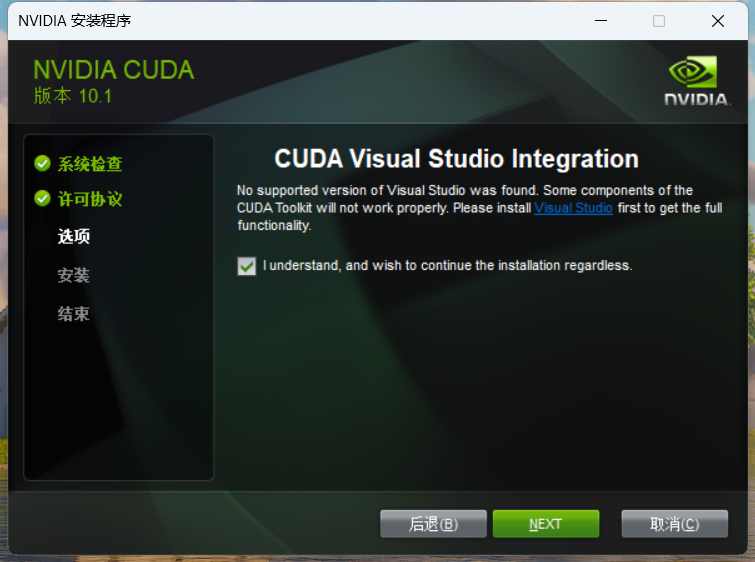 NVIDIA 安装程序
NVIDIA CUDA
版本 10.1
NVIDIA.
系统检查
许可协议
选项
安装
结束
CUDA Visual Studio Integration
No supported version of Visual Studio was found. Some components of the
CUDA Toolkit will not work properly. Please install Visual Studio first to get the full
functionality.
I understand, and wish to continue the installation regardless.
后退(B)
NEXT
取消(C)